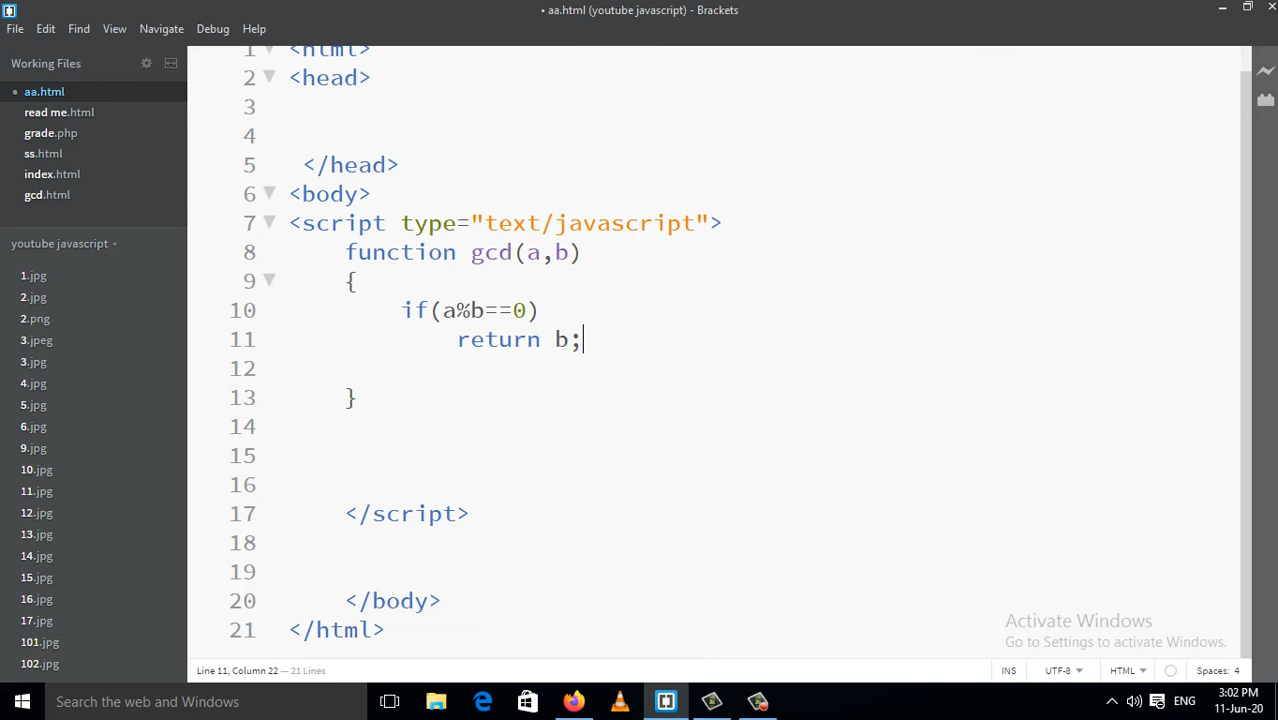 • aa.html (youtube javascript) - Brackets
File Edit Find View Navigate Debug Help
Working Files
• aa.html
read me.html
grade.php
ss.html
index.html
gcd.html
youtube javascript
1.jpg
2.jpg
2.png
3.jpeg
3.jpg
4.jpg
5.jpg
6.jpg
9.jpg
10.jpg
11.jpg
12.jpg
13.jpg
14.jpg
15.jpg
16.jpg
17.jpg
101.jpg
102.jpg
1 <html>
2 <head>
3
4
5 </head>
6 <body>
7 <script type="text/javascript">
8 function gcd(a,b)
9 {
10 if(a%b==0)
11 return b;
12
13 }
14
15
16
17 </script>
18
19
20 </body>
21 </html>
Activate Windows
Go to Settings to activate Windows.
Line 11, Column 22 — 21 Lines
INS UTF-8 HTML Spaces: 4
Search the web and Windows
ENG
3:02 PM
11-Jun-20